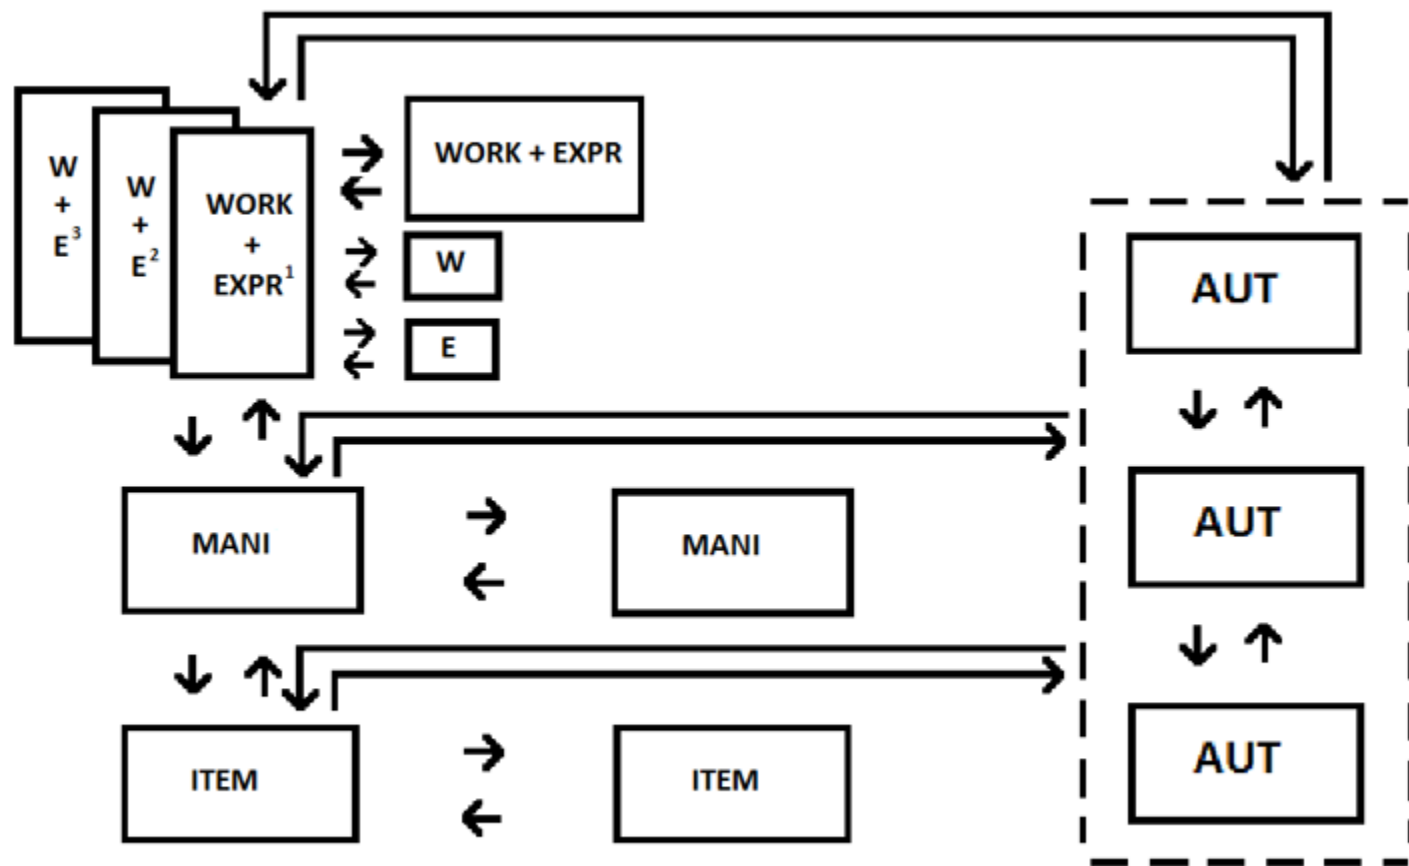 W
+
E³
W
+
E²
WORK
+
EXPR¹
WORK + EXPR
W
E
AUT
MANI
MANI
AUT
ITEM
ITEM
AUT